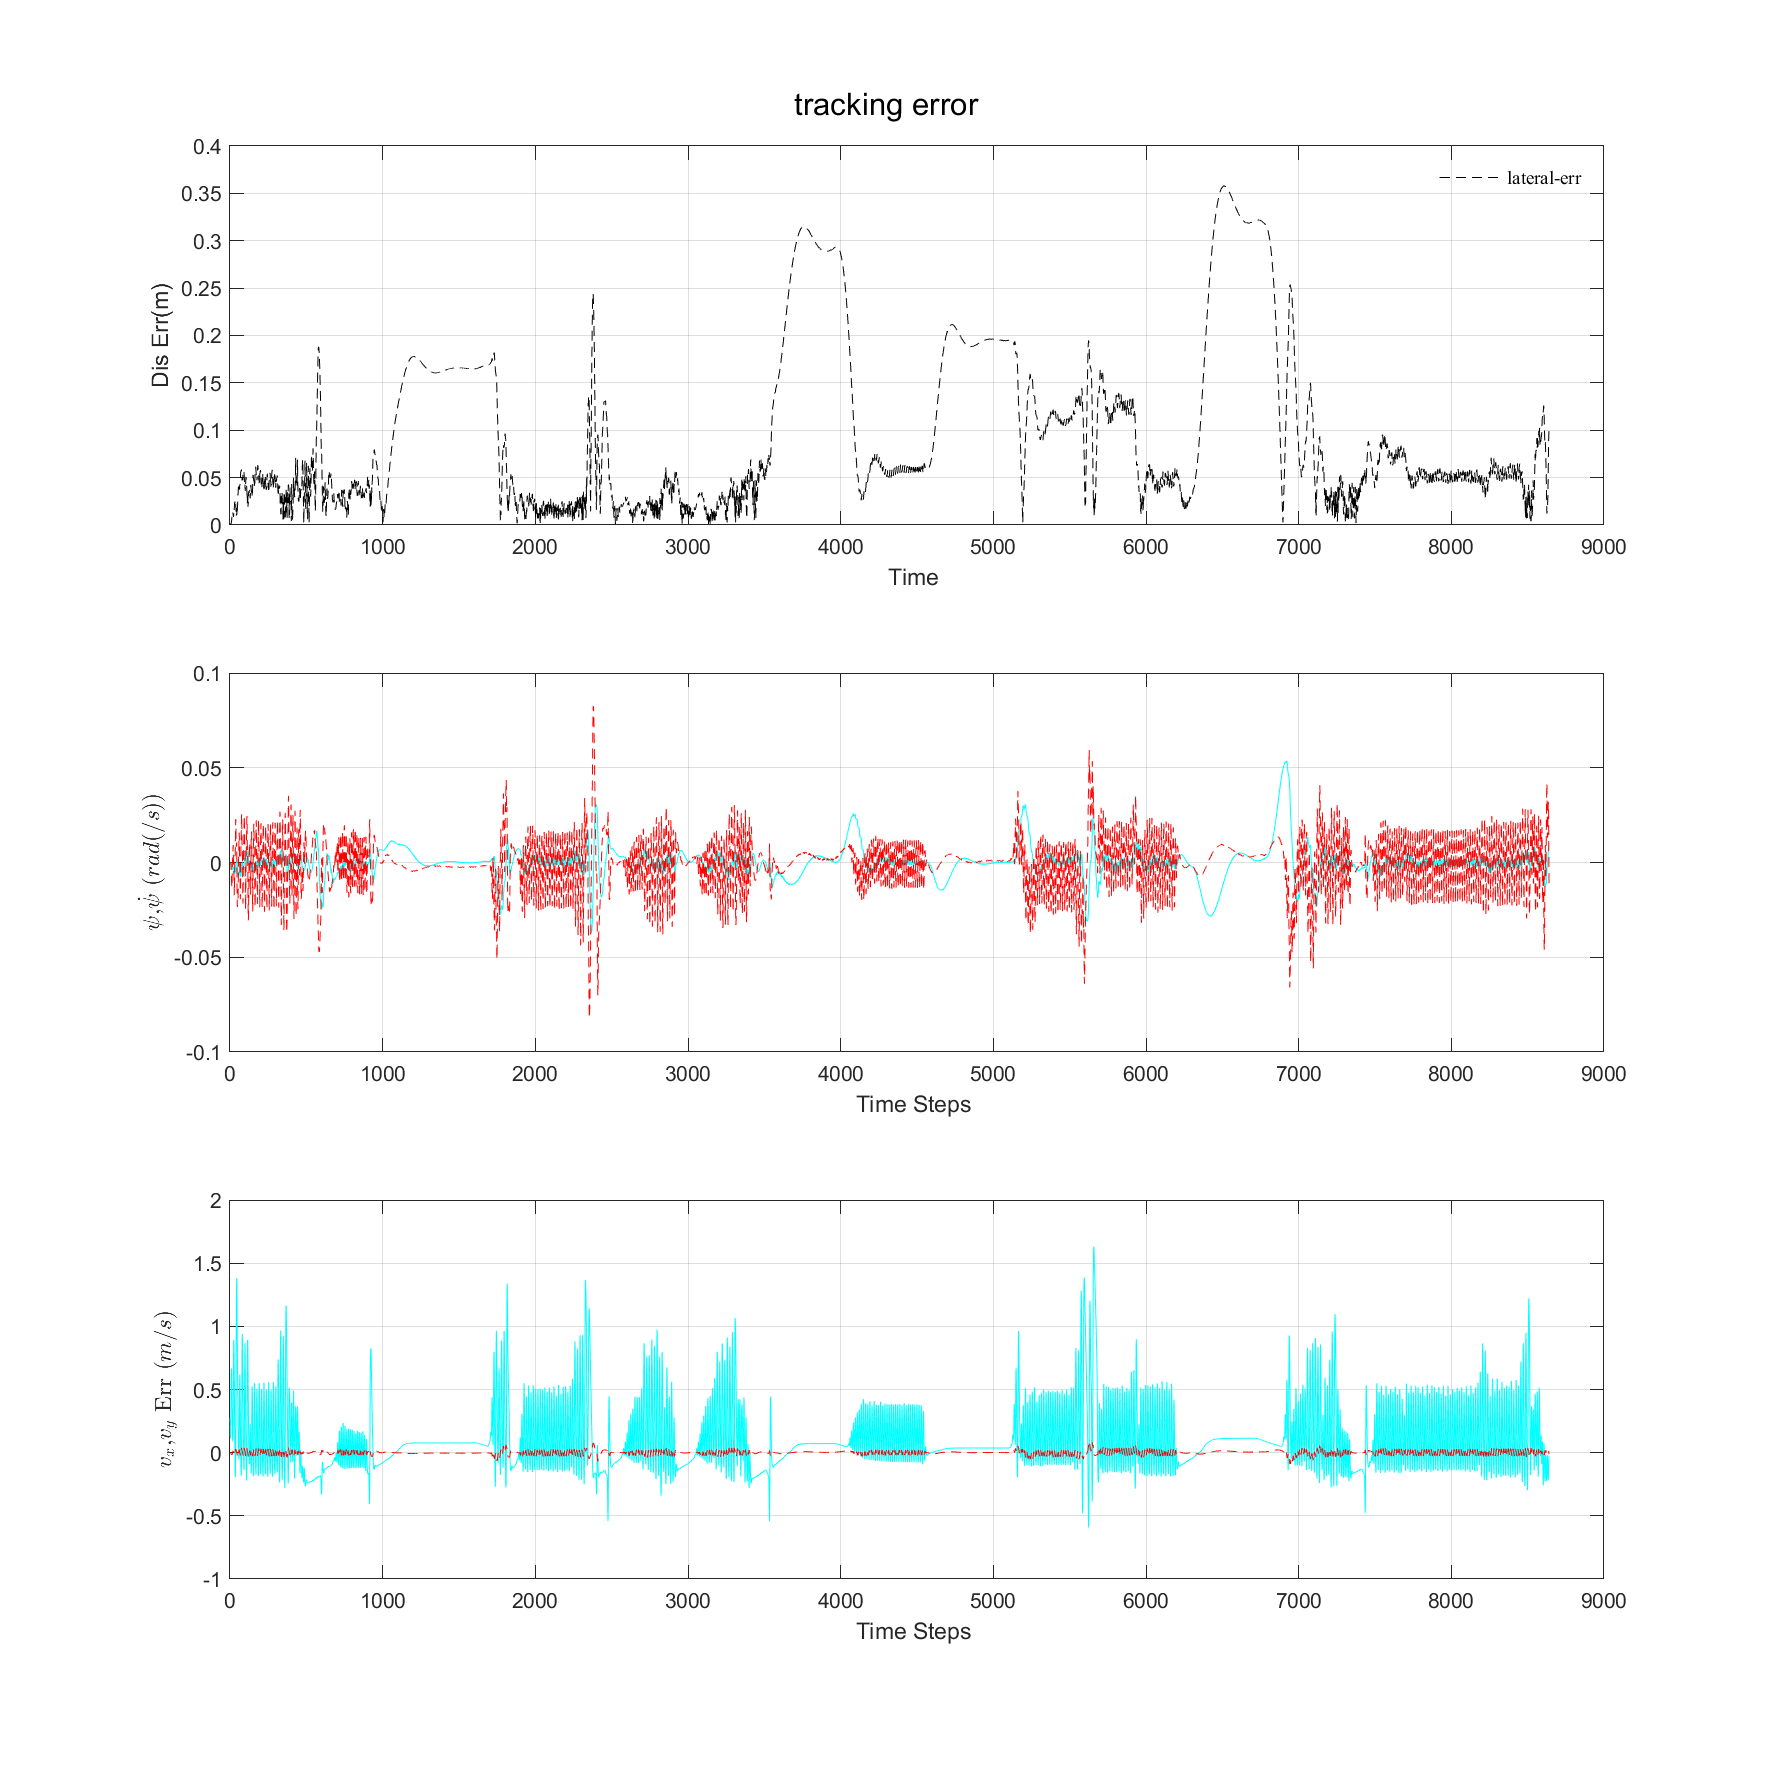 tracking error
0.4
0.35
0.3
0.25
0.2
0.15
0.1
0.05
0
Dis Err(m)
lateral-err
0 1000 2000 3000 4000 5000 6000 7000 8000 9000
Time
0.1
0.05
0
-0.05
-0.1
ψ,ψ̇ (rad(/s))
0 1000 2000 3000 4000 5000 6000 7000 8000 9000
Time Steps
2
1.5
1
0.5
0
-0.5
-1
v_x,v_y Err (m/s)
0 1000 2000 3000 4000 5000 6000 7000 8000 9000
Time Steps